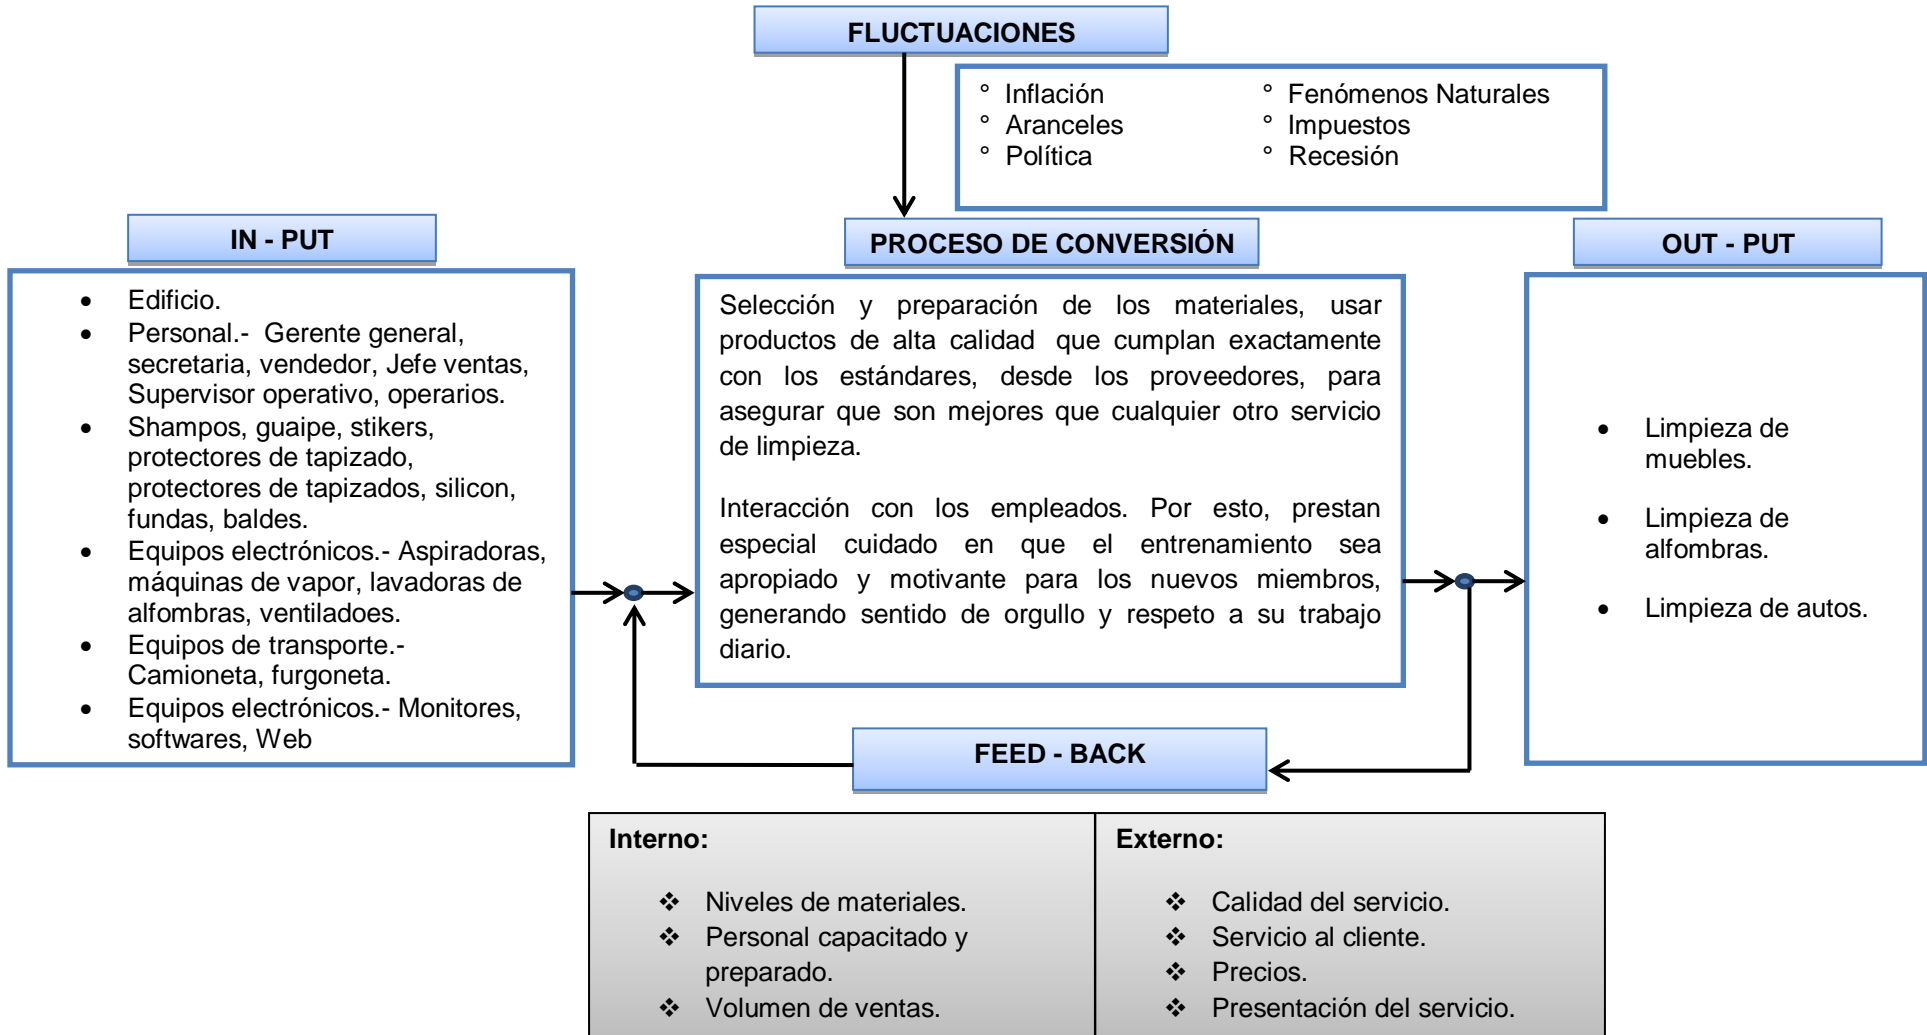 FLUCTUACIONES
° Inflación
° Aranceles
° Política
° Fenómenos Naturales
° Impuestos
° Recesión
IN - PUT
• Edificio.
• Personal.- Gerente general,
secretaria, vendedor, Jefe ventas,
Supervisor operativo, operarios.
• Shampos, guaipe, stikers,
protectores de tapizado,
protectores de tapizados, silicon,
fundas, baldes.
• Equipos electrónicos.- Aspiradoras,
máquinas de vapor, lavadoras de
alfombras, ventiladoes.
• Equipos de transporte.-
Camioneta, furgoneta.
• Equipos electrónicos.- Monitores,
softwares, Web
PROCESO DE CONVERSIÓN
Selección y preparación de los materiales, usar
productos de alta calidad que cumplan exactamente
con los estándares, desde los proveedores, para
asegurar que son mejores que cualquier otro servicio
de limpieza.
Interacción con los empleados. Por esto, prestan
especial cuidado en que el entrenamiento sea
apropiado y motivante para los nuevos miembros,
generando sentido de orgullo y respeto a su trabajo
diario.
OUT - PUT
• Limpieza de
muebles.
• Limpieza de
alfombras.
• Limpieza de autos.
FEED - BACK
Interno:
❖ Niveles de materiales.
❖ Personal capacitado y
preparado.
❖ Volumen de ventas.
Externo:
❖ Calidad del servicio.
❖ Servicio al cliente.
❖ Precios.
❖ Presentación del servicio.